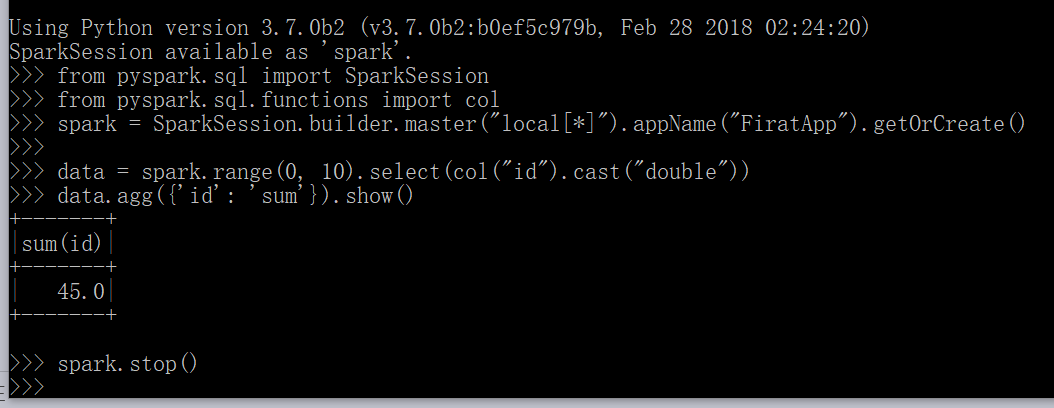 Using Python version 3.7.0b2 (v3.7.0b2:b0ef5c979b, Feb 28 2018 02:24:20)
SparkSession available as 'spark'.
>>> from pyspark.sql import SparkSession
>>> from pyspark.sql.functions import col
>>> spark = SparkSession.builder.master("local[*]").appName("FiratApp").getOrCreate()
>>>
>>> data = spark.range(0, 10).select(col("id").cast("double"))
>>> data.agg({'id': 'sum'}).show()
+-------+
|sum(id)|
+-------+
|   45.0|
+-------+

>>> spark.stop()
>>>